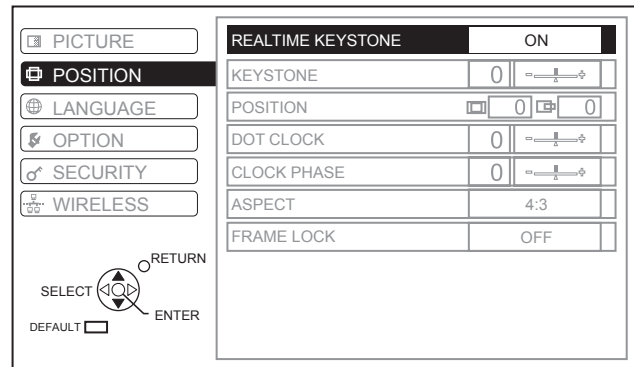 PICTURE
POSITION
LANGUAGE
OPTION
SECURITY
WIRELESS
RETURN
SELECT
ENTER
DEFAULT
REALTIME KEYSTONE ON
KEYSTONE 0
POSITION 0 0
DOT CLOCK 0
CLOCK PHASE 0
ASPECT 4:3
FRAME LOCK OFF